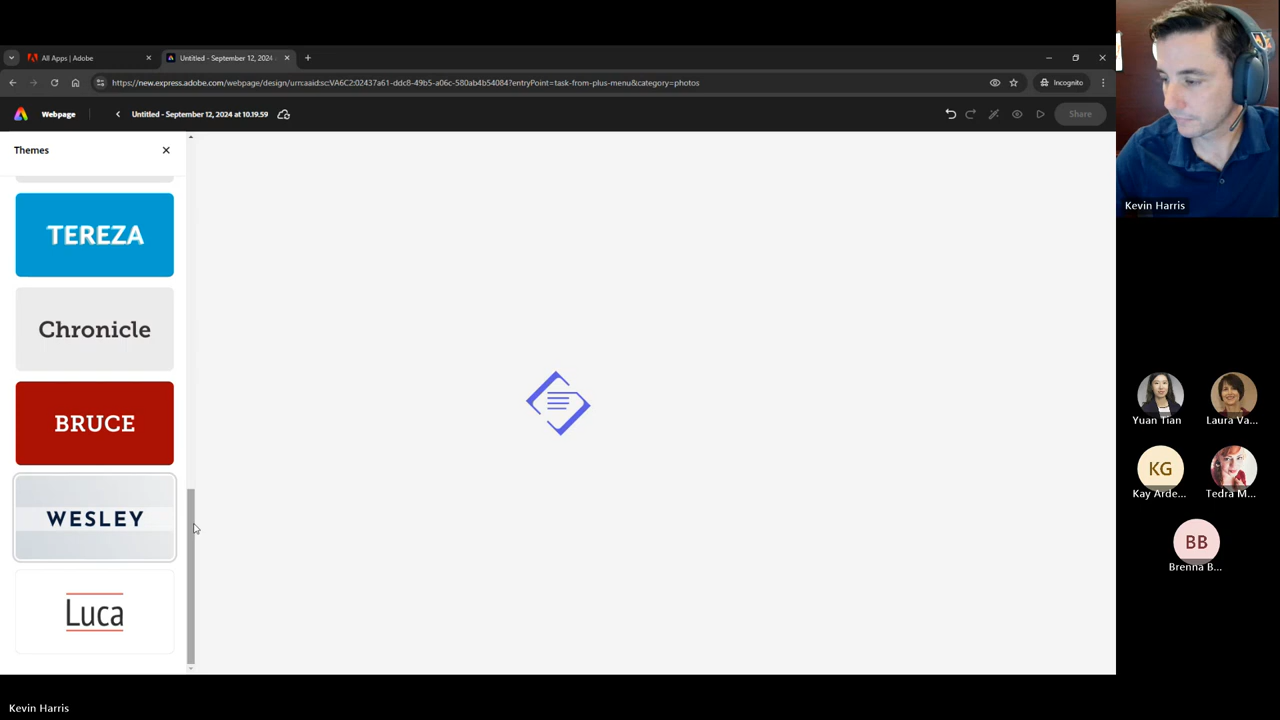 All Apps | Adobe
Untitled - September 12, 2024
https://new.express.adobe.com/webpage/design/urn:aaid:sc:VA6C2:02437a61-ddc8-49b5-a06c-580ab4b54084?entryPoint=task-from-plus-menu&category=photos
Incognito
Webpage
Untitled - September 12, 2024 at 10.19.59
Share
Themes
TEREZA
Chronicle
BRUCE
WESLEY
Luca
Kevin Harris
Yuan Tian
Laura Va...
KG
Kay Arde...
Tedra M...
BB
Brenna B...
Kevin Harris